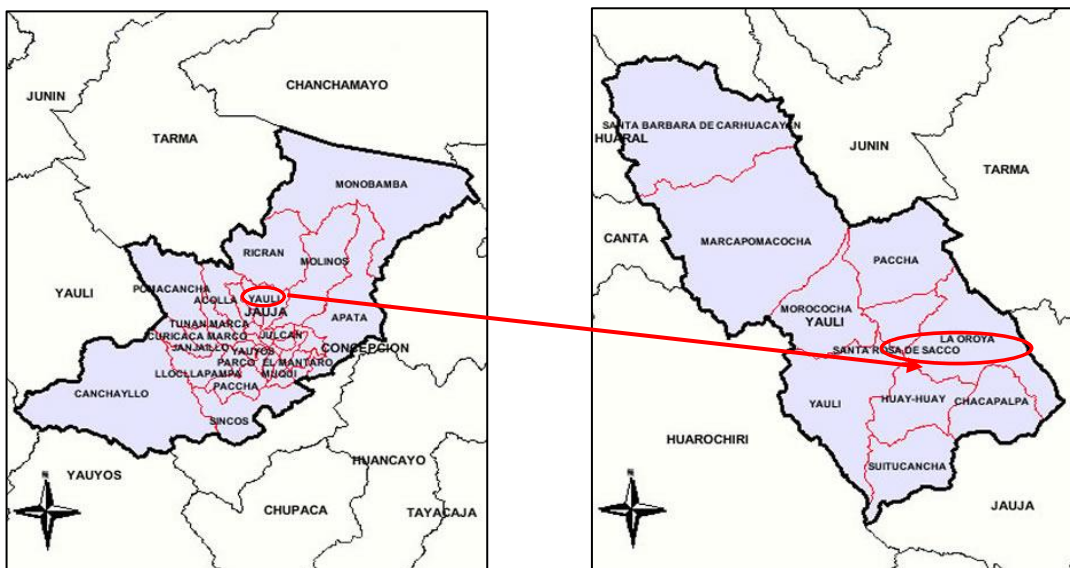 JUNIN
CHANCHAMAYO
TARMA
MONOBAMBA
RICRAN
MOLINOS
YAULI
POMACANCHA
ACOLLA
YAULI
JAUJA
APATA
TUNAN MARCA
CURICACA MARCO
JULCAN
JANJAILLO
YAUYOS
CONCEPCION
PARCO
EL MANTARO
LLOCLLAPAMPA
MUQUI
CANCHAYLLO
PACCHA
SINCOS
YAUYOS
HUANCAYO
CHUPACA
TAYACAJA
N
SANTA BARBARA DE CARHUACAYAN
HUARAL
JUNIN
TARMA
CANTA
MARCAPOMACOCHA
PACCHA
MOROCOCHA
YAULI
LA OROYA
SANTA ROSA DE SACCO
YAULI
HUAY-HUAY
CHACAPALPA
HUAROCHIRI
SUITUCANCHA
JAUJA
N